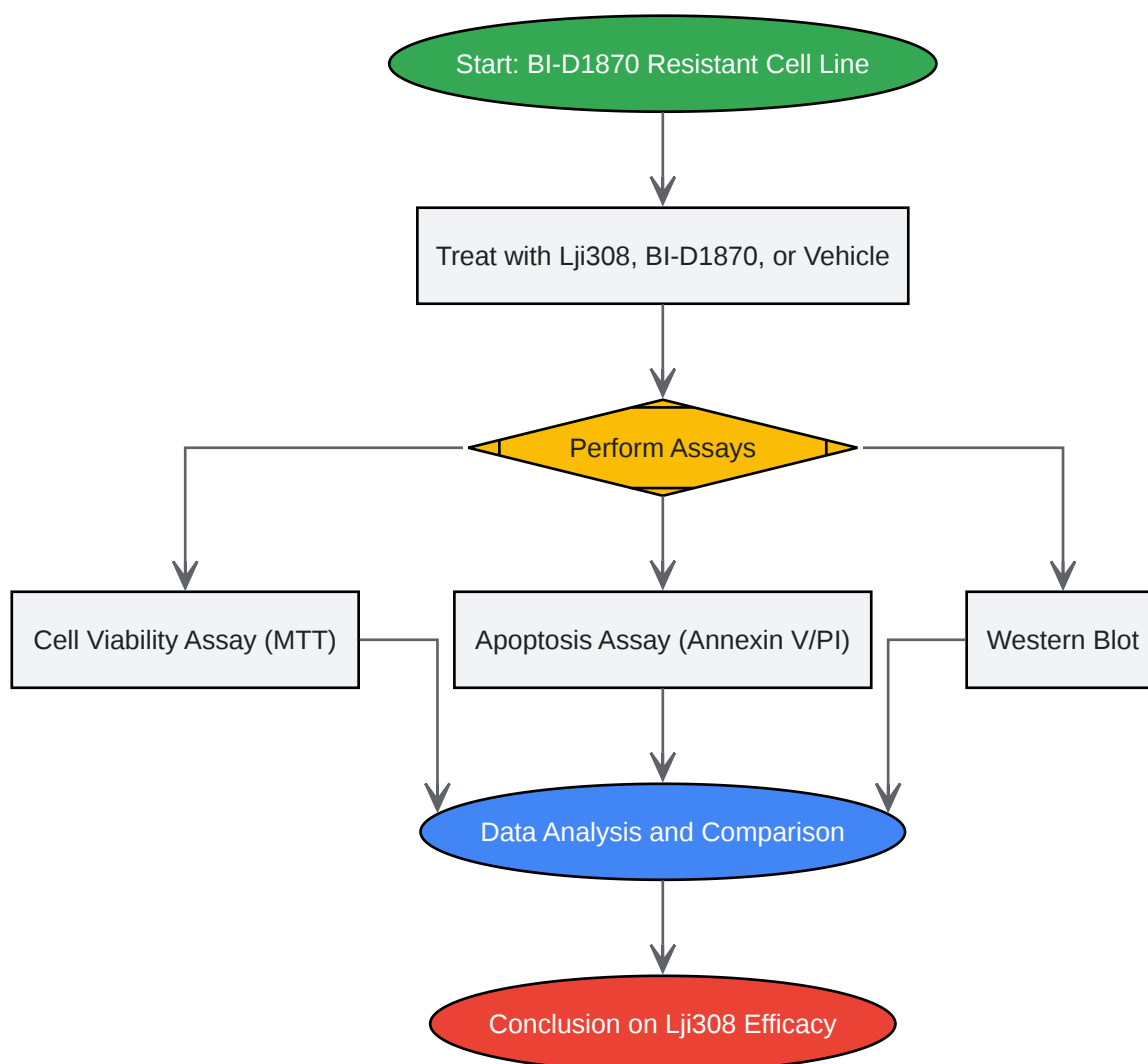 Start: BI-D1870 Resistant Cell Line
Treat with Lji308, BI-D1870, or Vehicle
Perform Assays
Cell Viability Assay (MTT)
Apoptosis Assay (Annexin V/PI)
Western Blot
Data Analysis and Comparison
Conclusion on Lji308 Efficacy